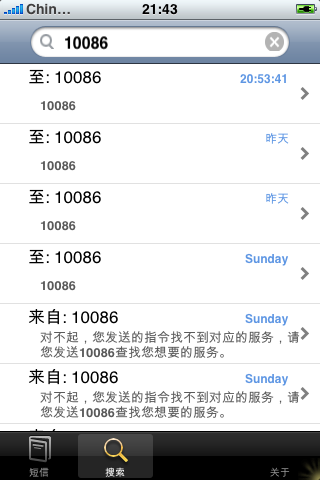 Chin... 21:43
10086
至: 10086
20:53:41
10086
至: 10086
昨天
10086
至: 10086
昨天
10086
至: 10086
Sunday
10086
来自: 10086
Sunday
对不起，您发送的指令找不到对应的服务，请
您发送10086查找您想要的服务。
来自: 10086
Sunday
对不起，您发送的指令找不到对应的服务，请
您发送10086查找您想要的服务。
短信
搜索
关于